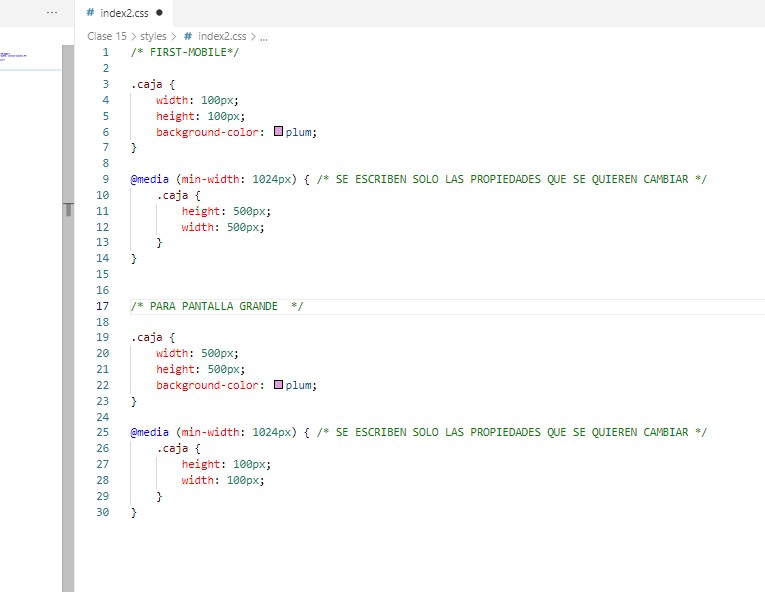 ··· # index2.css ●
Clase 15 > styles > # index2.css > ...
1 /* FIRST-MOBILE*/
2
3 .caja {
4 width: 100px;
5 height: 100px;
6 background-color: plum;
7 }
8
9 @media (min-width: 1024px) { /* SE ESCRIBEN SOLO LAS PROPIEDADES QUE SE QUIEREN CAMBIAR */
10 .caja {
11 height: 500px;
12 width: 500px;
13 }
14 }
15
16
17 /* PARA PANTALLA GRANDE  */
18
19 .caja {
20 width: 500px;
21 height: 500px;
22 background-color: plum;
23 }
24
25 @media (min-width: 1024px) { /* SE ESCRIBEN SOLO LAS PROPIEDADES QUE SE QUIEREN CAMBIAR */
26 .caja {
27 height: 100px;
28 width: 100px;
29 }
30 }